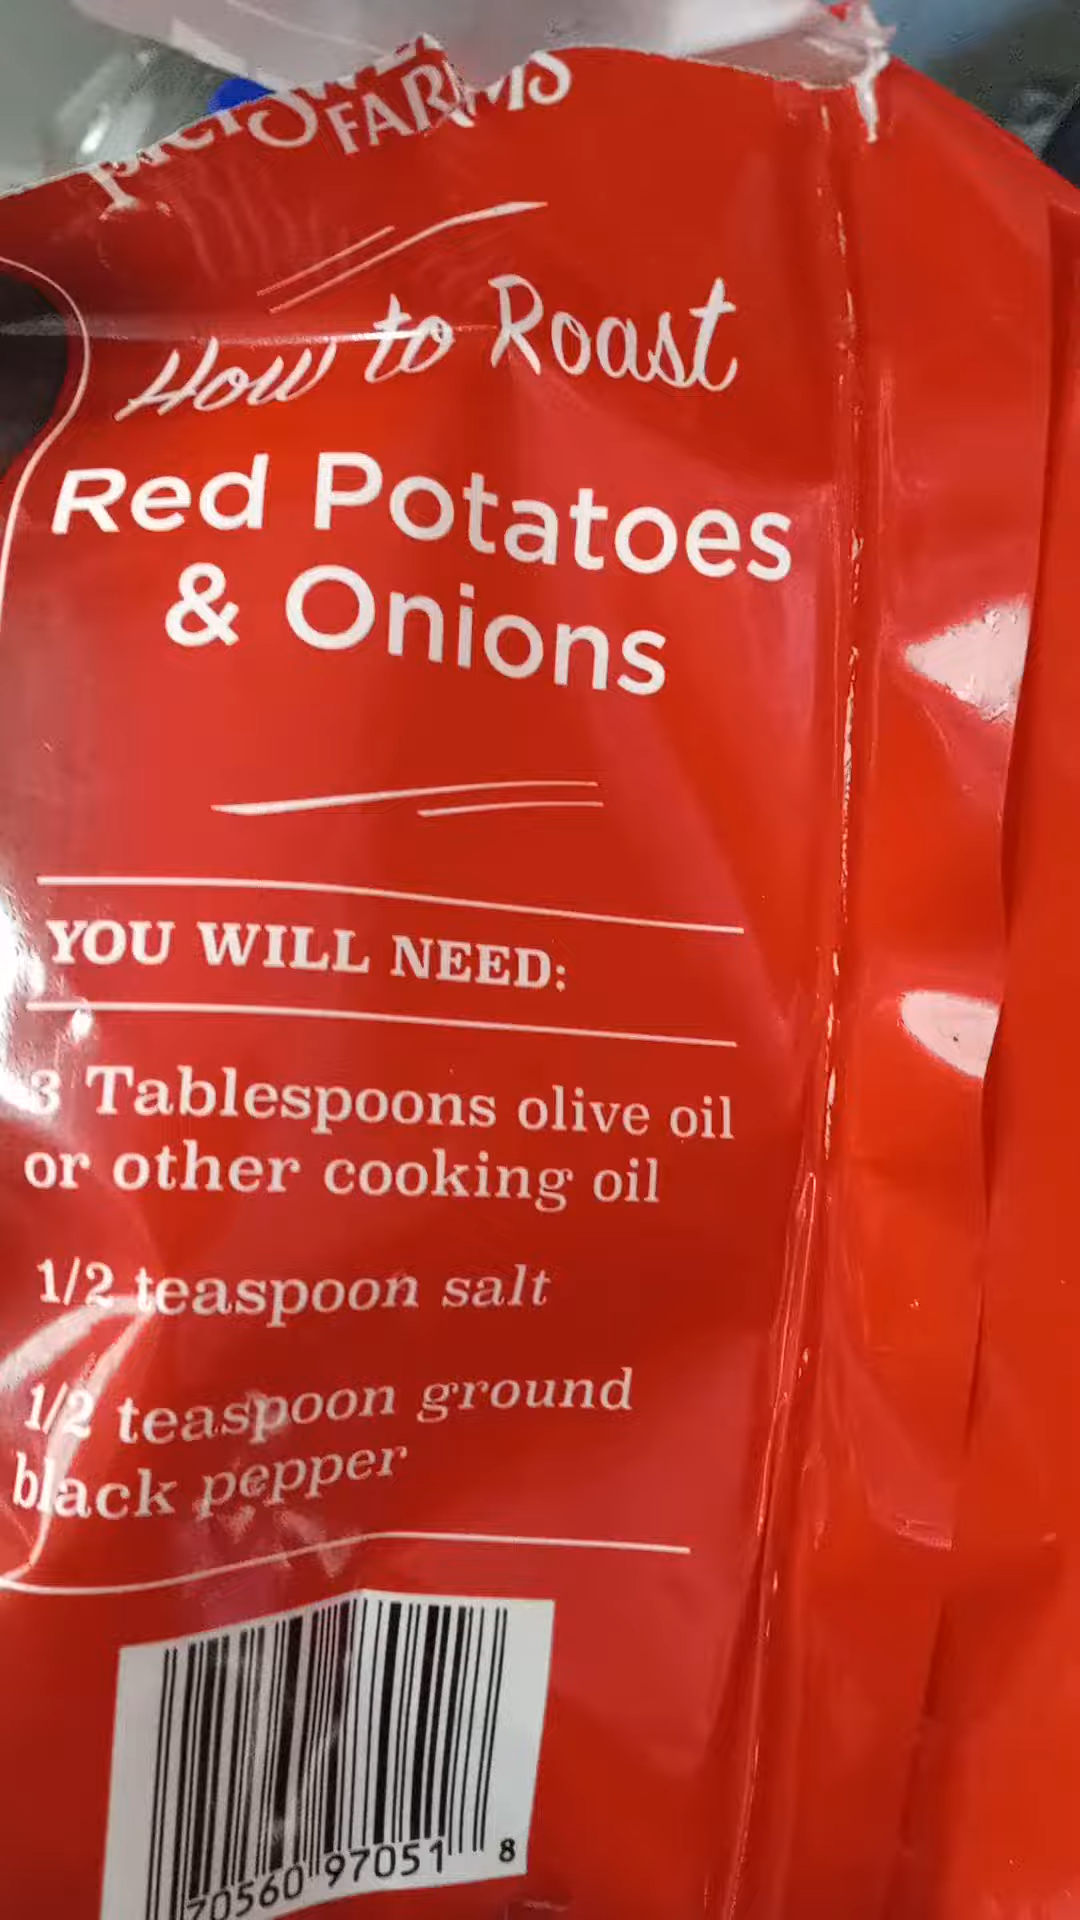 FARMS
How to Roast
Red Potatoes
& Onions
YOU WILL NEED:
3 Tablespoons olive oil
or other cooking oil
1/2 teaspoon salt
1/2 teaspoon ground
black pepper
70560 97051 8